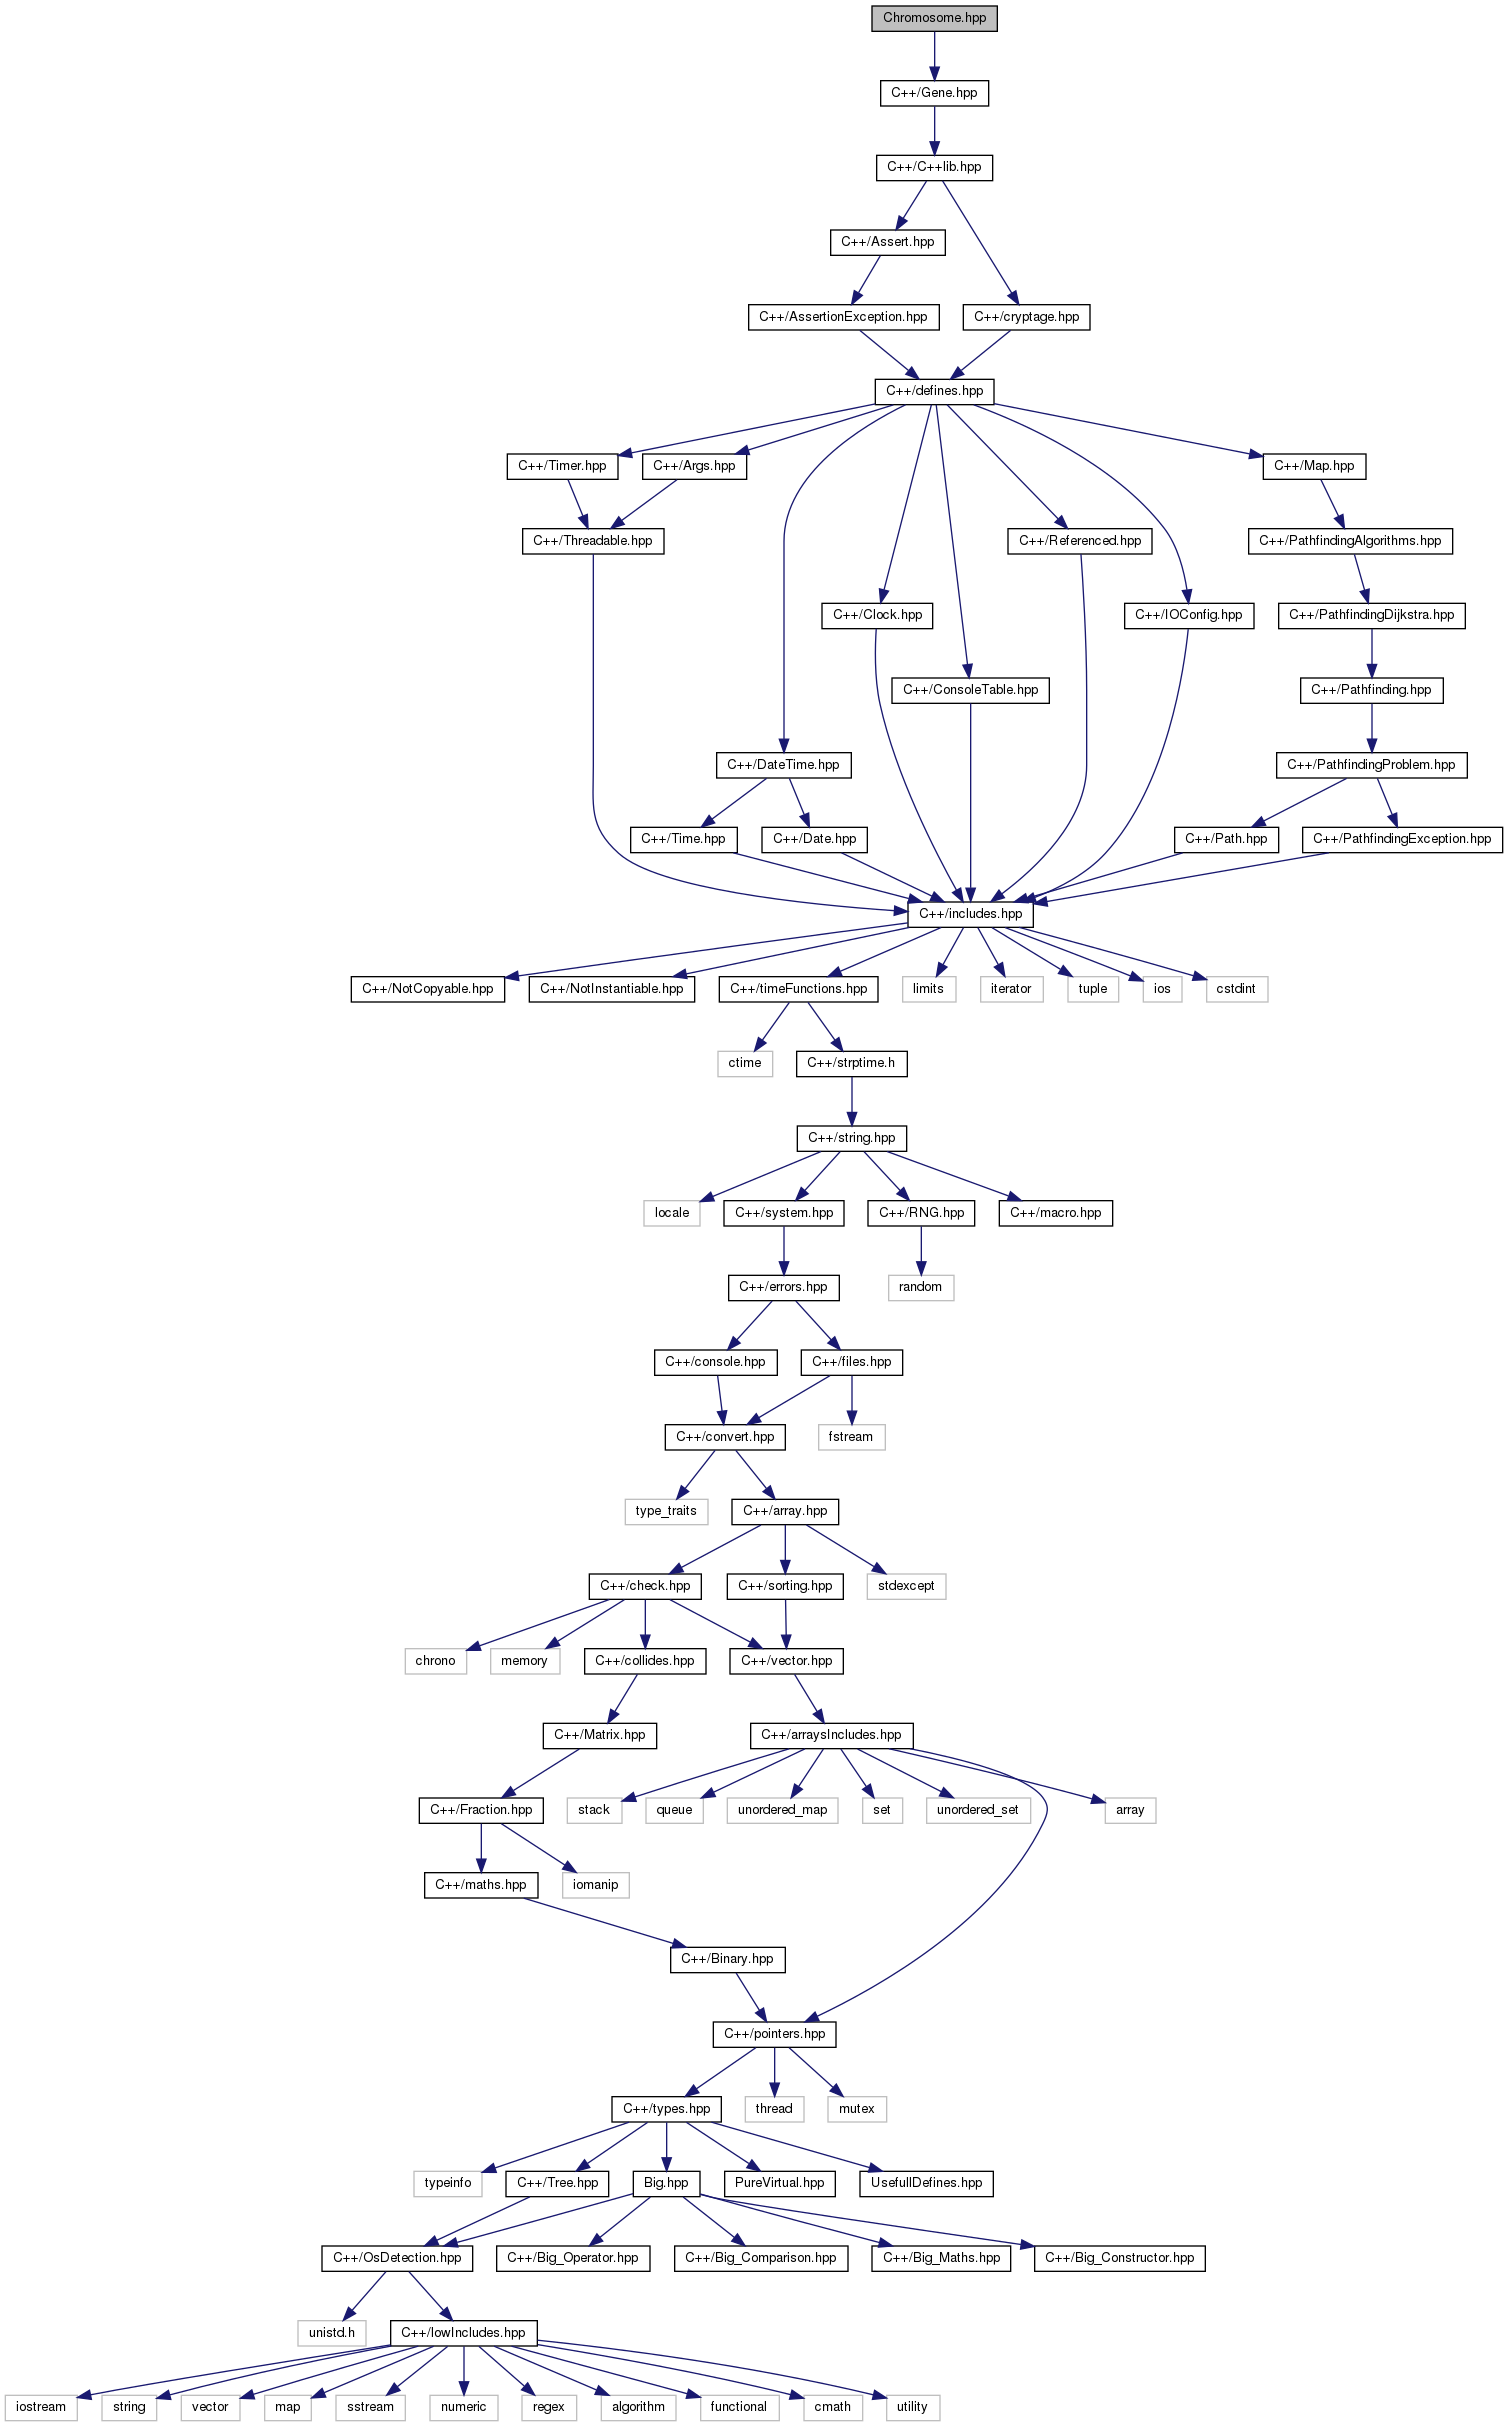 Chromosome.hpp
C++/Gene.hpp
C++/C++lib.hpp
C++/Assert.hpp
C++/AssertionException.hpp
C++/cryptage.hpp
C++/defines.hpp
C++/Timer.hpp
C++/Args.hpp
C++/Map.hpp
C++/Threadable.hpp
C++/Referenced.hpp
C++/PathfindingAlgorithms.hpp
C++/Clock.hpp
C++/IOConfig.hpp
C++/PathfindingDijkstra.hpp
C++/ConsoleTable.hpp
C++/Pathfinding.hpp
C++/DateTime.hpp
C++/PathfindingProblem.hpp
C++/Time.hpp
C++/Date.hpp
C++/Path.hpp
C++/PathfindingException.hpp
C++/includes.hpp
C++/NotCopyable.hpp
C++/NotInstantiable.hpp
C++/timeFunctions.hpp
limits
iterator
tuple
ios
cstdint
ctime
C++/strptime.h
C++/string.hpp
locale
C++/system.hpp
C++/RNG.hpp
C++/macro.hpp
C++/errors.hpp
random
C++/console.hpp
C++/files.hpp
C++/convert.hpp
fstream
type_traits
C++/array.hpp
C++/check.hpp
C++/sorting.hpp
stdexcept
chrono
memory
C++/collides.hpp
C++/vector.hpp
C++/Matrix.hpp
C++/arraysIncludes.hpp
C++/Fraction.hpp
stack
queue
unordered_map
set
unordered_set
array
C++/maths.hpp
iomanip
C++/Binary.hpp
C++/pointers.hpp
C++/types.hpp
thread
mutex
typeinfo
C++/Tree.hpp
Big.hpp
PureVirtual.hpp
UsefullDefines.hpp
C++/OsDetection.hpp
C++/Big_Operator.hpp
C++/Big_Comparison.hpp
C++/Big_Maths.hpp
C++/Big_Constructor.hpp
unistd.h
C++/lowIncludes.hpp
iostream
string
vector
map
sstream
numeric
regex
algorithm
functional
cmath
utility